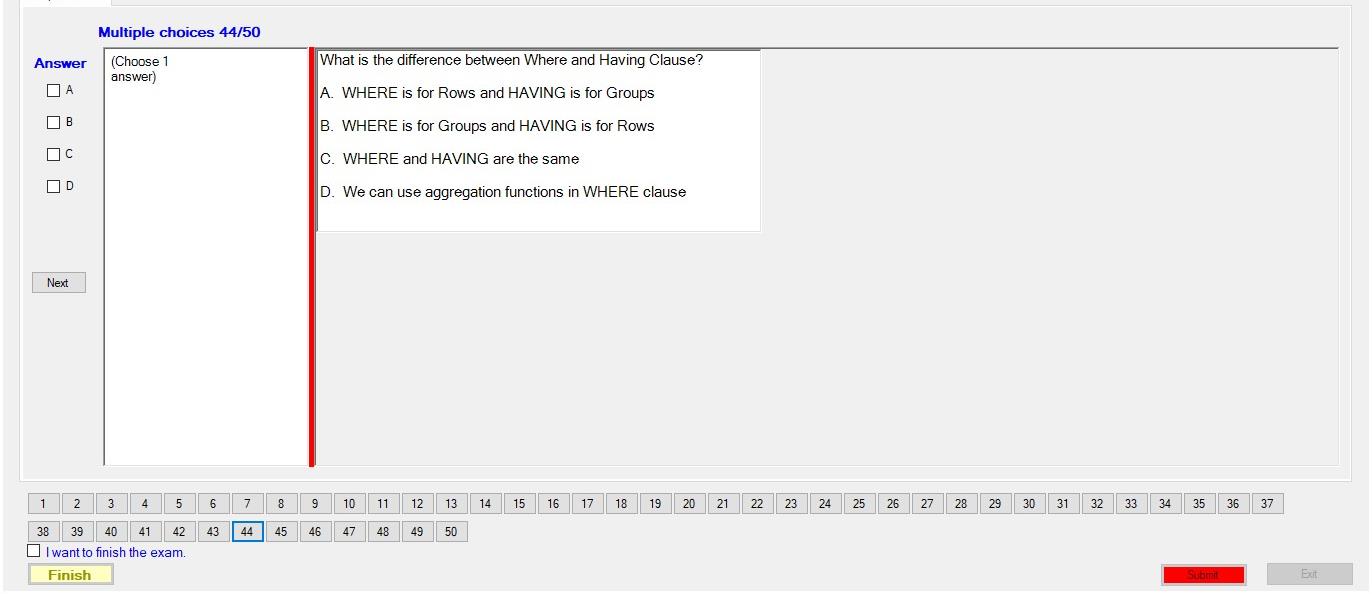 Multiple choices 44/50
Answer
A
B
C
D
Next
(Choose 1
answer)
What is the difference between Where and Having Clause?
A. WHERE is for Rows and HAVING is for Groups
B. WHERE is for Groups and HAVING is for Rows
C. WHERE and HAVING are the same
D. We can use aggregation functions in WHERE clause
1 2 3 4 5 6 7 8 9 10 11 12 13 14 15 16 17 18 19 20 21 22 23 24 25 26 27 28 29 30 31 32 33 34 35 36 37
38 39 40 41 42 43 44 45 46 47 48 49 50
I want to finish the exam.
Finish
Submit
Exit